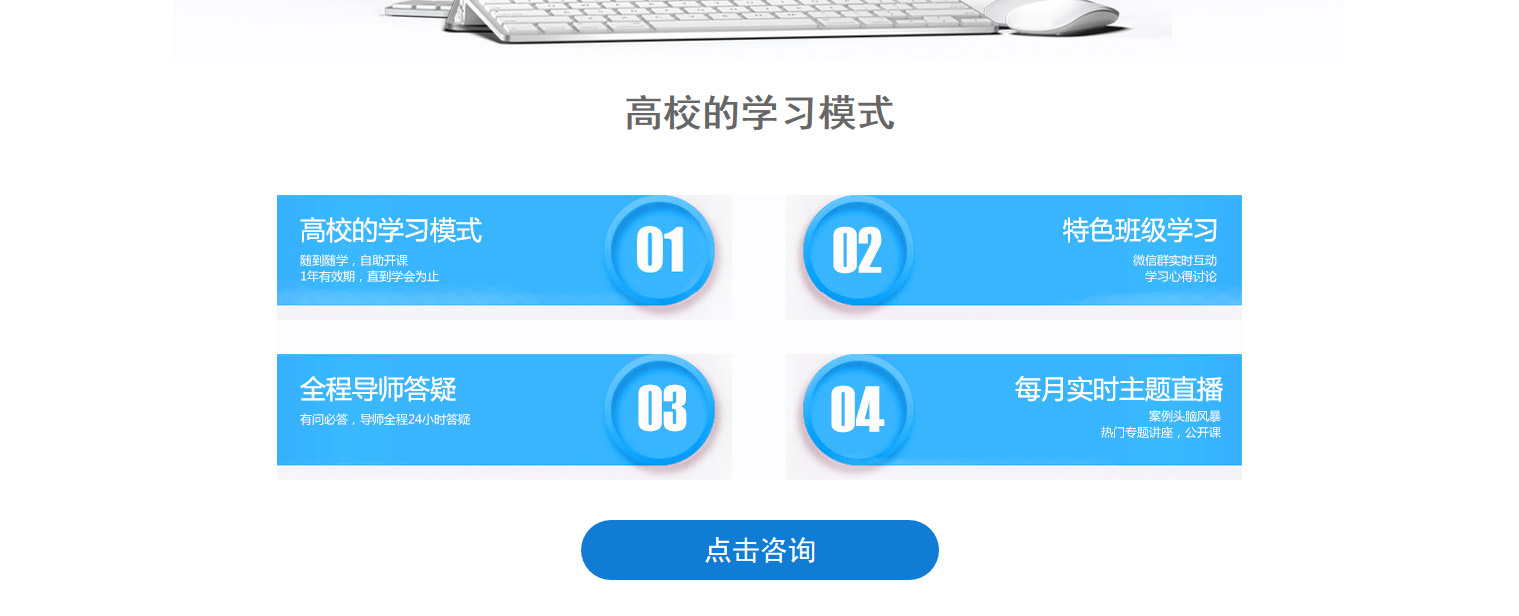 高校的学习模式
高校的学习模式
随到随学，自助开课
1年有效期，直到学会为止
01
02
特色班级学习
微信群实时互动
学习心得讨论
全程导师答疑
有问必答，导师全程24小时答疑
03
04
每月实时主题直播
案例头脑风暴
热门专题讲座，公开课
点击咨询